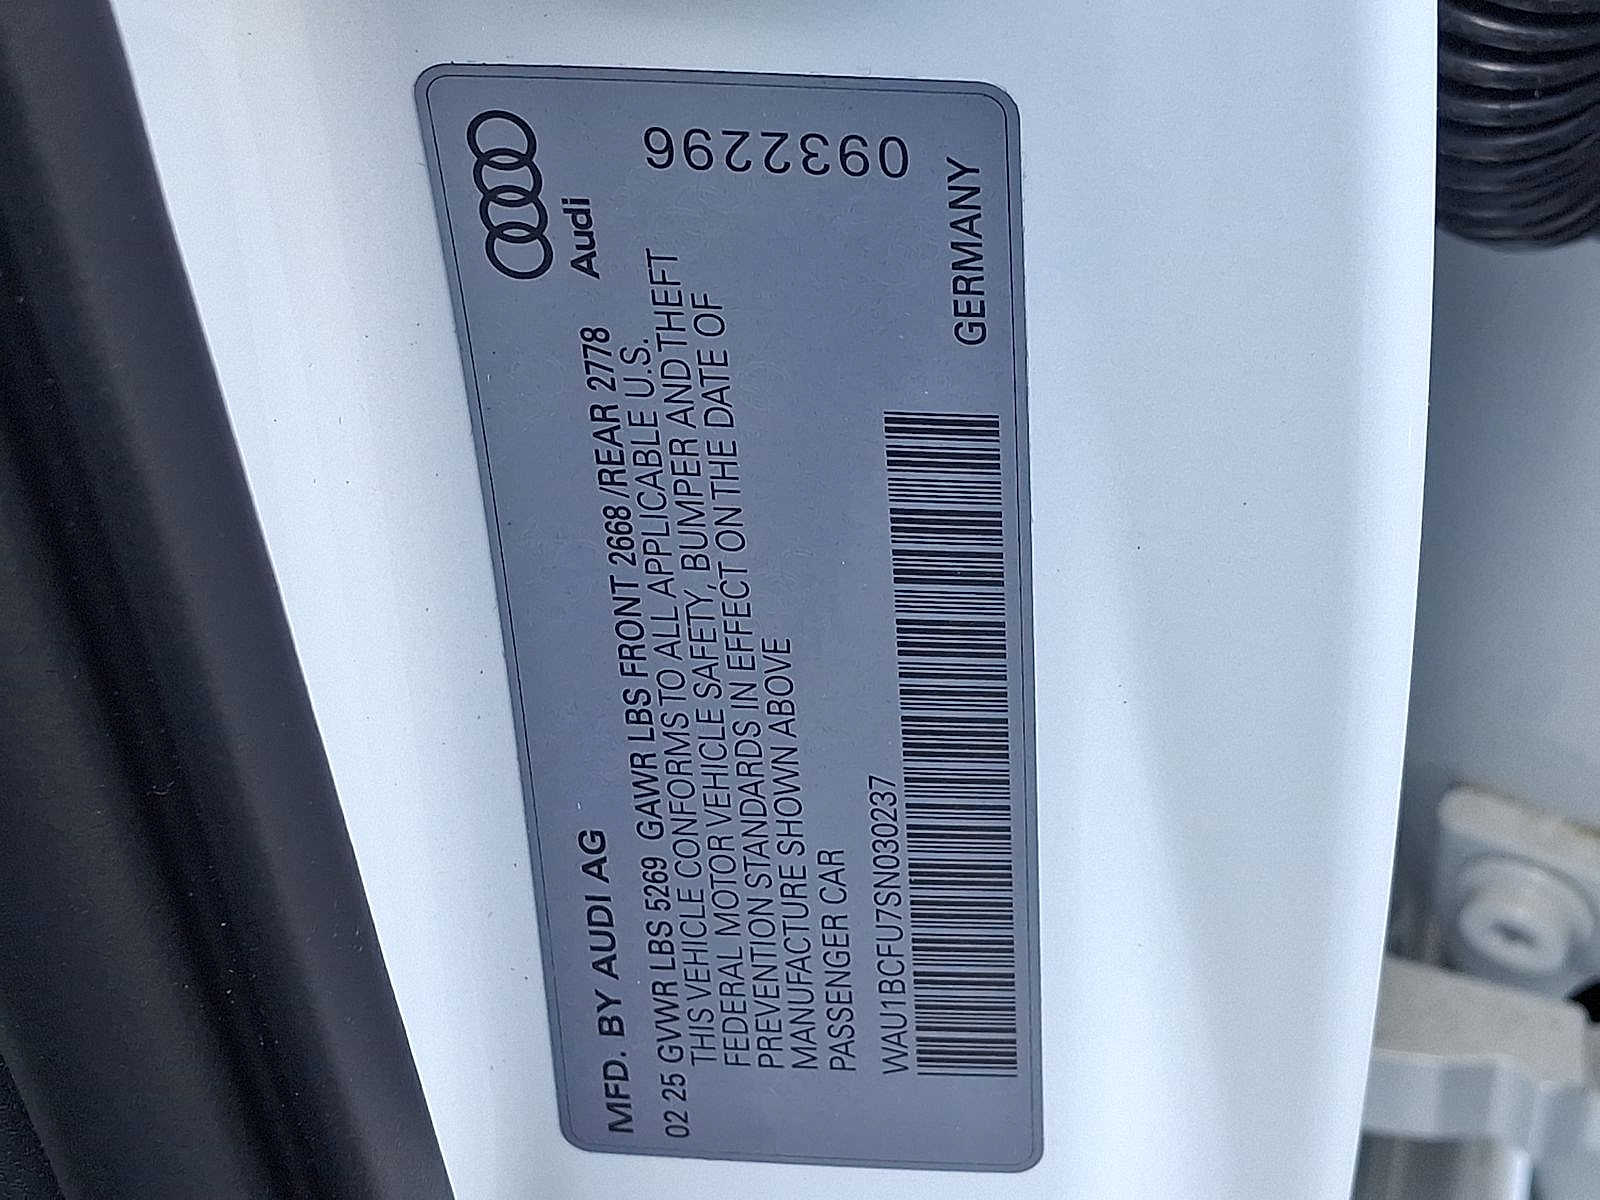 MFD. BY AUDI AG
Audi
02 25 GVWR LBS 5269 GAWR LBS FRONT 2668/REAR 2778
THIS VEHICLE CONFORMS TO ALL APPLICABLE U.S.
FEDERAL MOTOR VEHICLE SAFETY, BUMPER AND THEFT
PREVENTION STANDARDS IN EFFECT ON THE DATE OF
MANUFACTURE SHOWN ABOVE
PASSENGER CAR
0932296
WAU1BCFU7SN030237
GERMANY